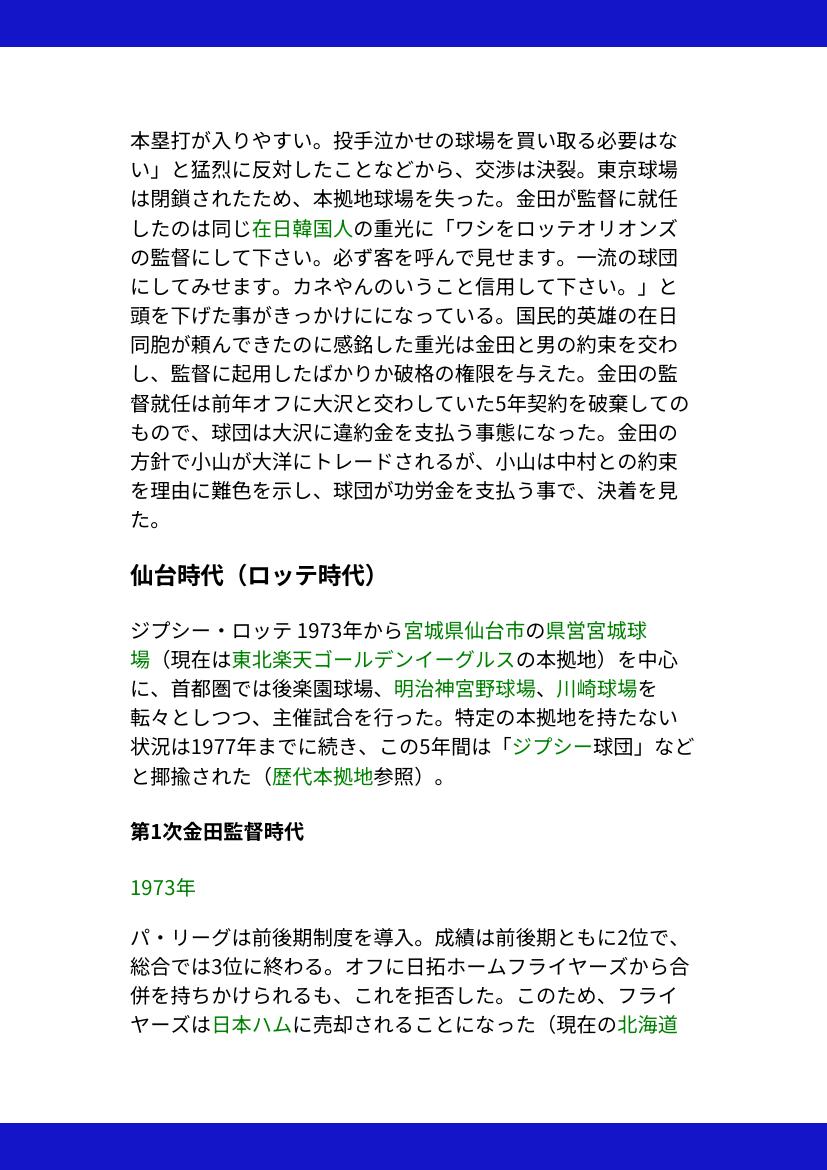 本塁打が入りやすい。投手泣かせの球場を買い取る必要はな
い」と猛烈に反対したことなどから、交渉は決裂。東京球場
は閉鎖されたため、本拠地球場を失った。金田が監督に就任
したのは同じ在日韓国人の重光に「ワシをロッテオリオンズ
の監督にして下さい。必ず客を呼んで見せます。一流の球団
にしてみせます。カネやんのいうこと信用して下さい。」と
頭を下げた事がきっかけにになっている。国民的英雄の在日
同胞が頼んできたのに感銘した重光は金田と男の約束を交わ
し、監督に起用したばかりか破格の権限を与えた。金田の監
督就任は前年オフに大沢と交わしていた5年契約を破棄しての
もので、球団は大沢に違約金を支払う事態になった。金田の
方針で小山が大洋にトレードされるが、小山は中村との約束
を理由に難色を示し、球団が功労金を支払う事で、決着を見
た。
仙台時代（ロッテ時代）
ジプシー・ロッテ 1973年から宮城県仙台市の県営宮城球
場（現在は東北楽天ゴールデンイーグルスの本拠地）を中心
に、首都圏では後楽園球場、明治神宮野球場、川崎球場を
転々としつつ、主催試合を行った。特定の本拠地を持たない
状況は1977年までに続き、この5年間は「ジプシー球団」など
と揶揄された（歴代本拠地参照）。
第1次金田監督時代
1973年
パ・リーグは前後期制度を導入。成績は前後期ともに2位で、
総合では3位に終わる。オフに日拓ホームフライヤーズから合
併を持ちかけられるも、これを拒否した。このため、フライ
ヤーズは日本ハムに売却されることになった（現在の北海道